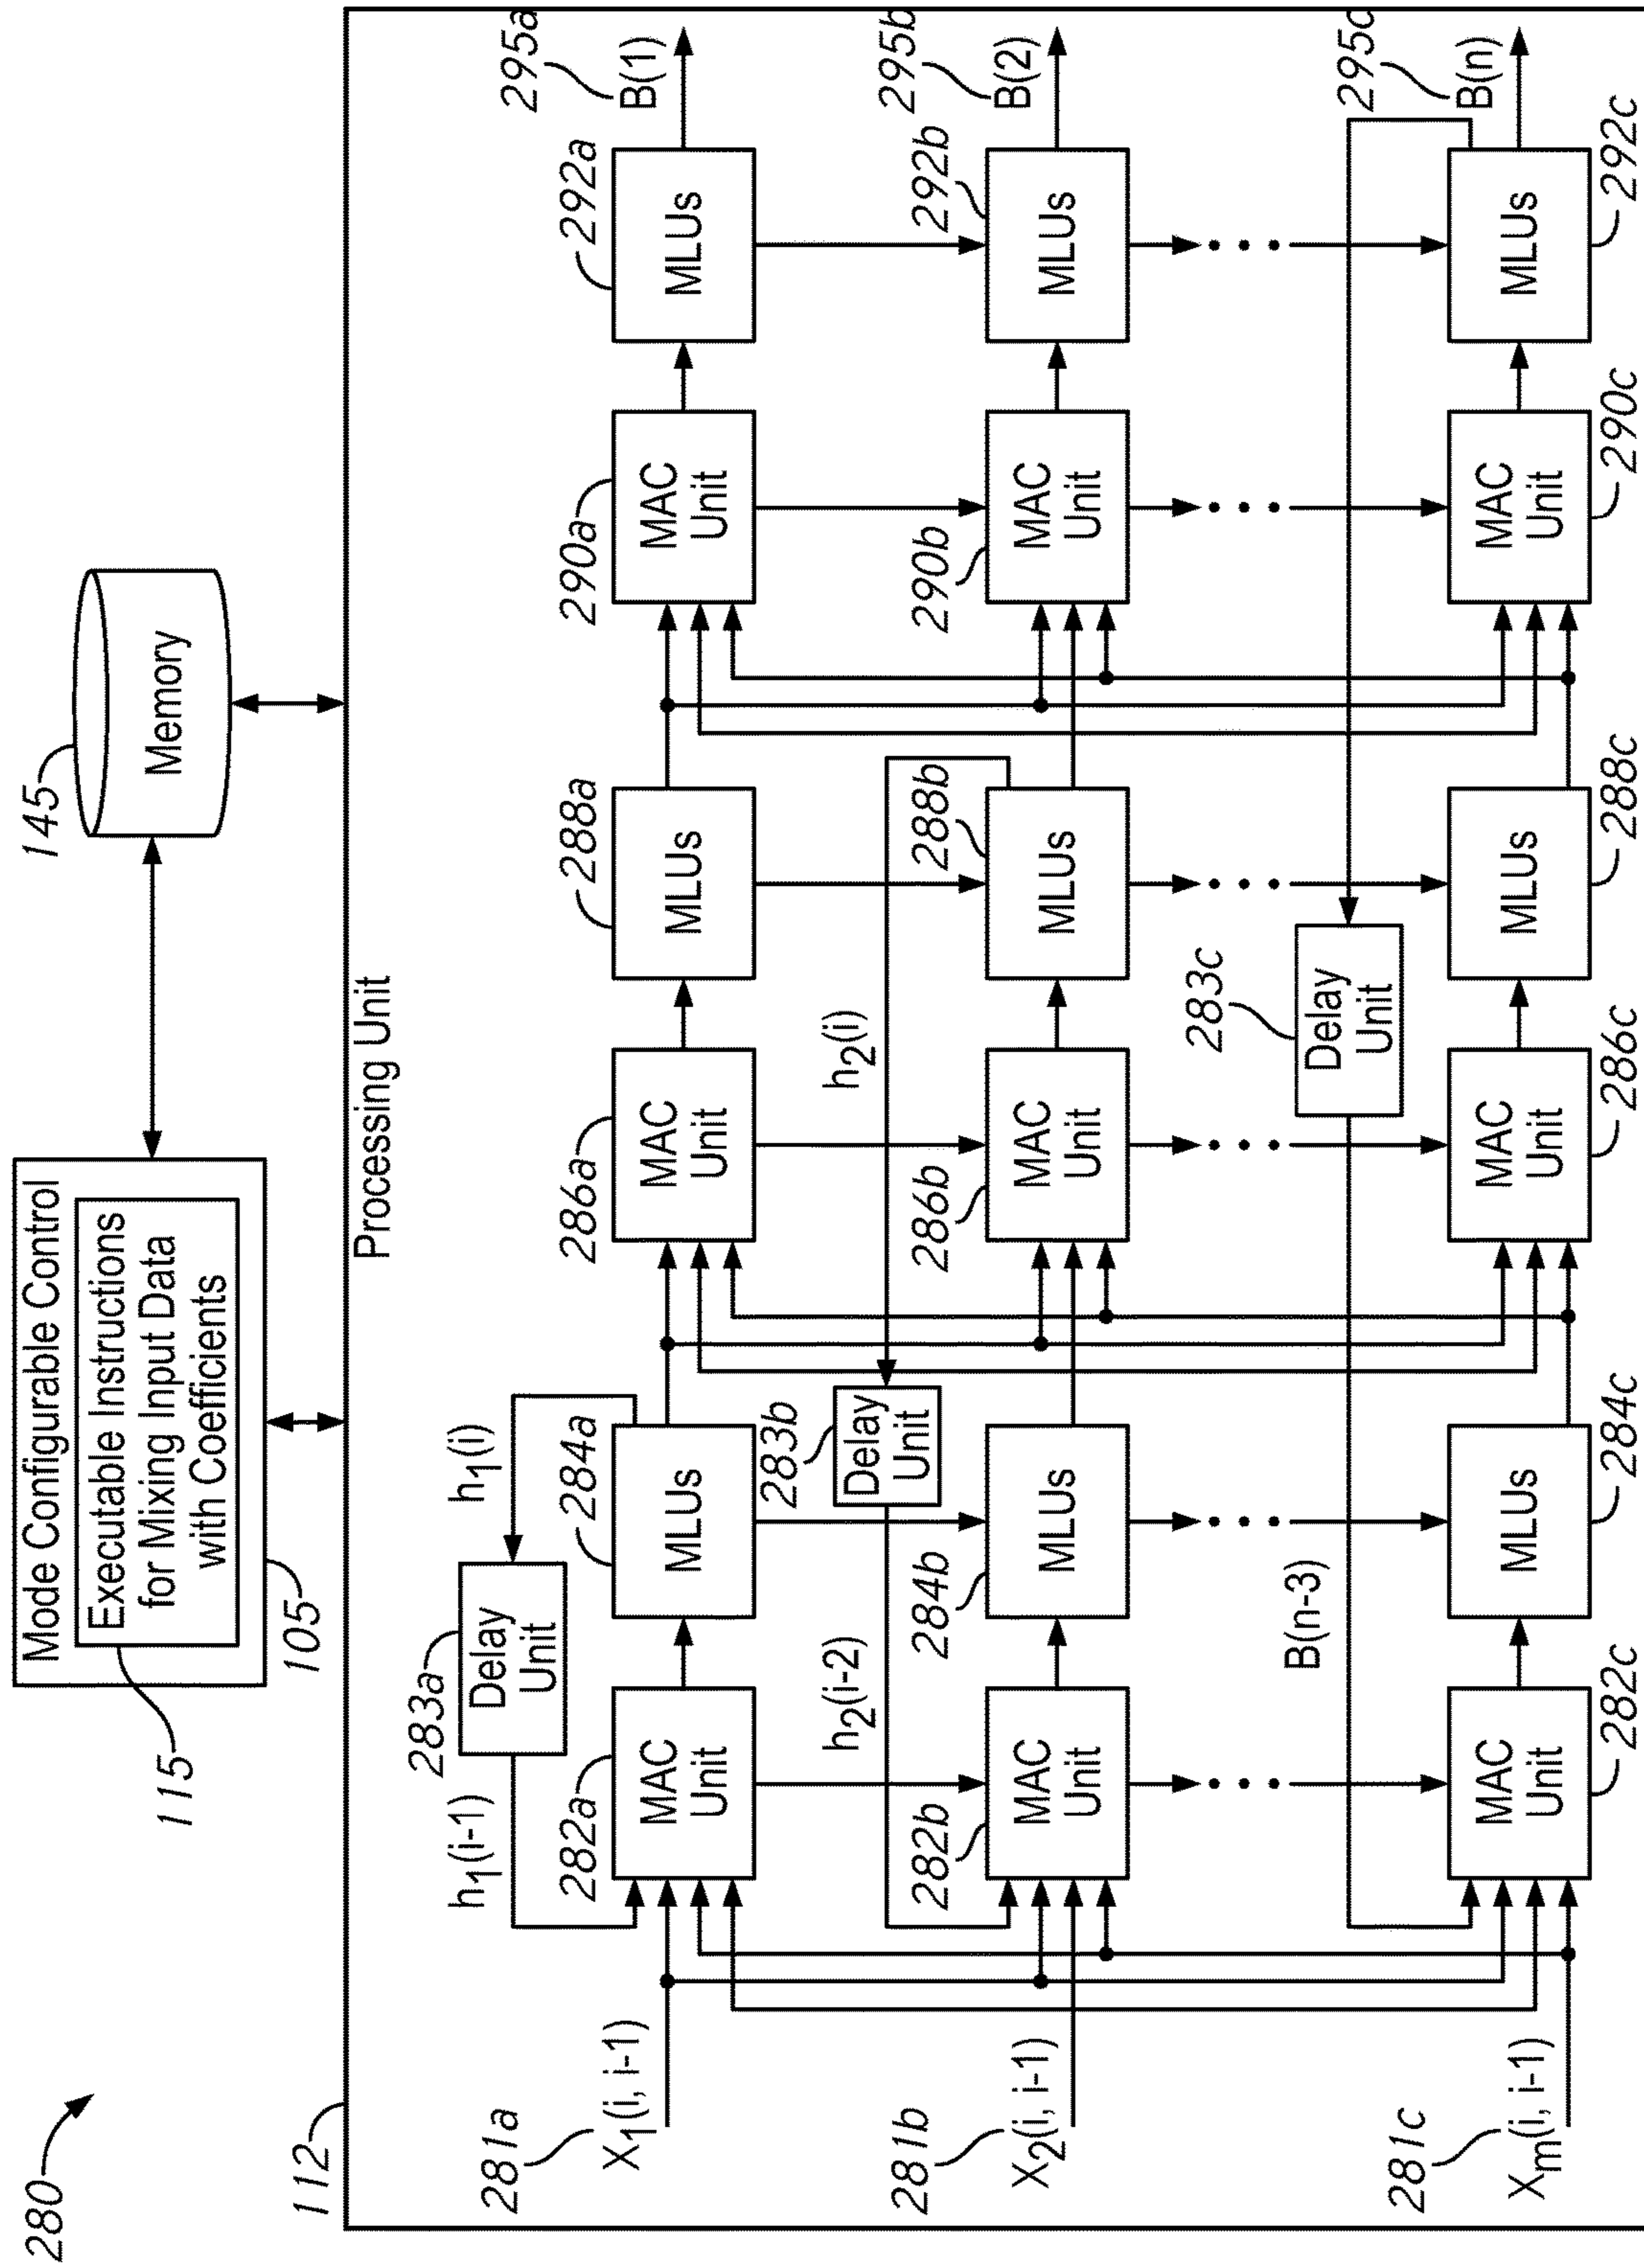 280
Mode Configurable Control
Executable Instructions
for Mixing Input Data
with Coefficients
115
105
145
Memory
112
Processing Unit
281a
X1(i, i-1)
h1(i-1)
283a
Delay
Unit
h1(i)
282a
MAC
Unit
284a
MLUs
286a
MAC
Unit
288a
MLUs
290a
MAC
Unit
292a
MLUs
295a
B(1)
h2(i-2)
283b
Delay
Unit
h2(i)
281b
X2(i, i-1)
282b
MAC
Unit
284b
MLUs
286b
MAC
Unit
288b
MLUs
290b
MAC
Unit
292b
MLUs
295b
B(2)
B(n-3)
283c
Delay
Unit
281c
Xm(i, i-1)
MAC
Unit
282c
MLUs
284c
MAC
Unit
286c
MLUs
288c
MAC
Unit
290c
MLUs
292c
295c
B(n)